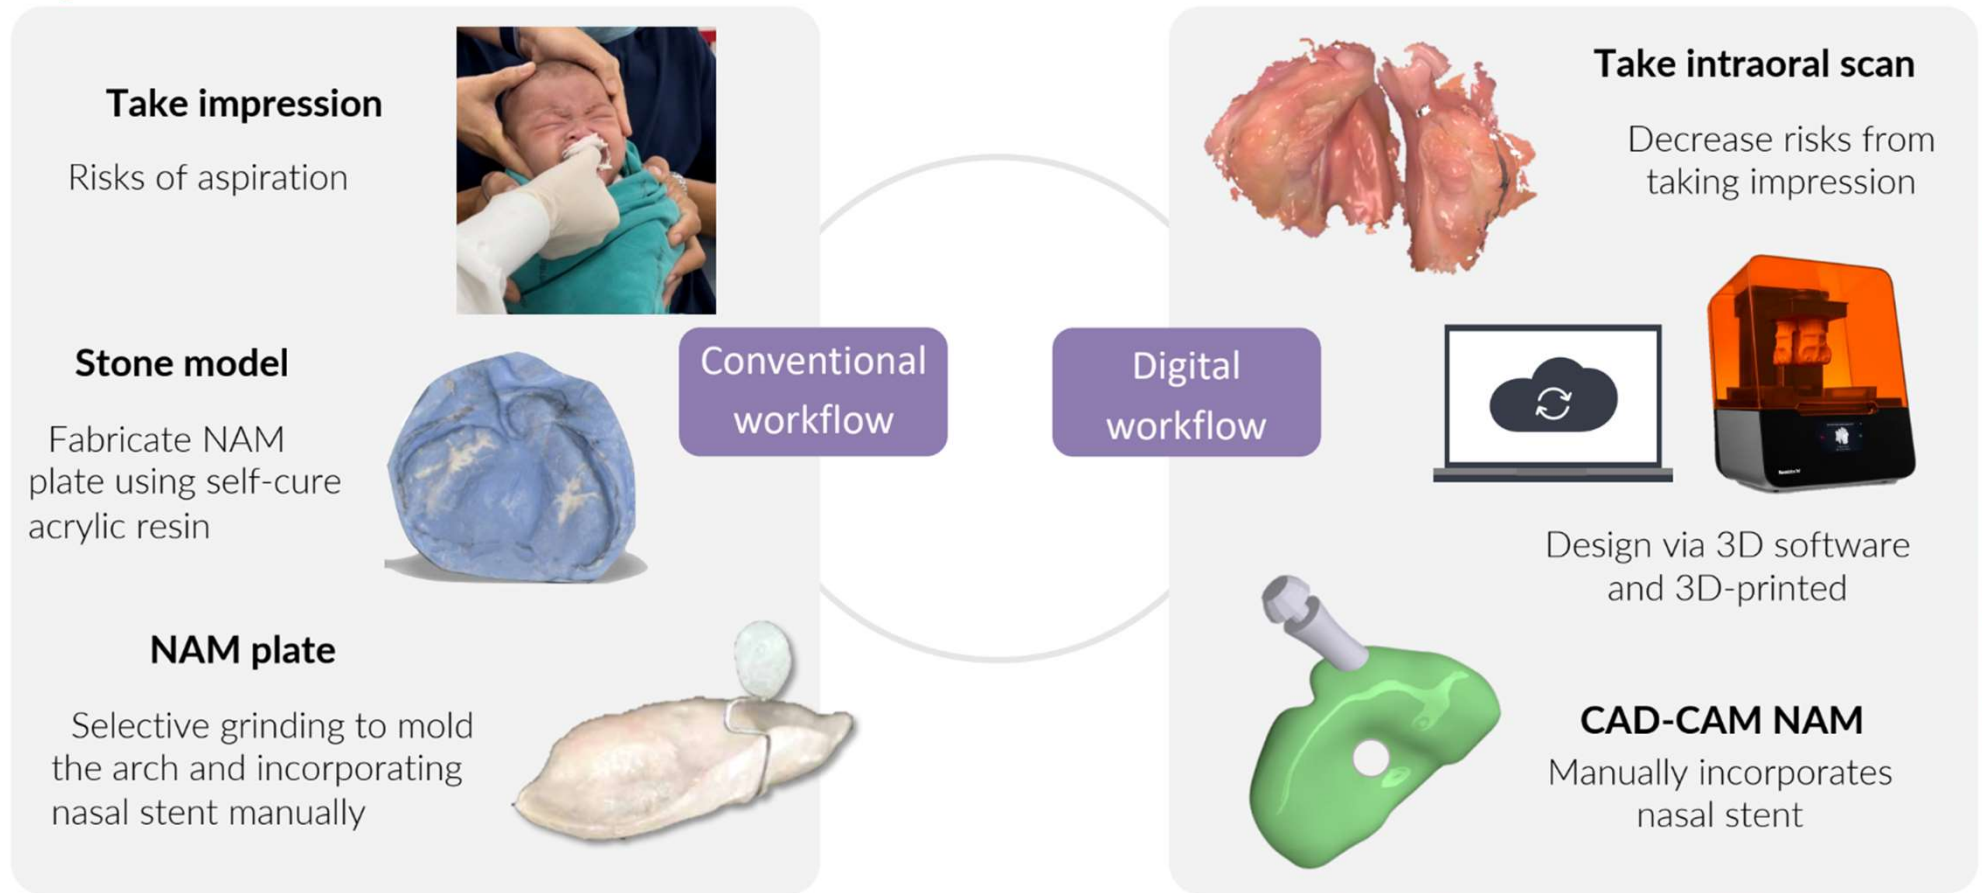 Take impression
Risks of aspiration
Stone model
Fabricate NAM
plate using self-cure
acrylic resin
NAM plate
Selective grinding to mold
the arch and incorporating
nasal stent manually
Conventional
workflow
Digital
workflow
Take intraoral scan
Decrease risks from
taking impression
Design via 3D software
and 3D-printed
CAD-CAM NAM
Manually incorporates
nasal stent